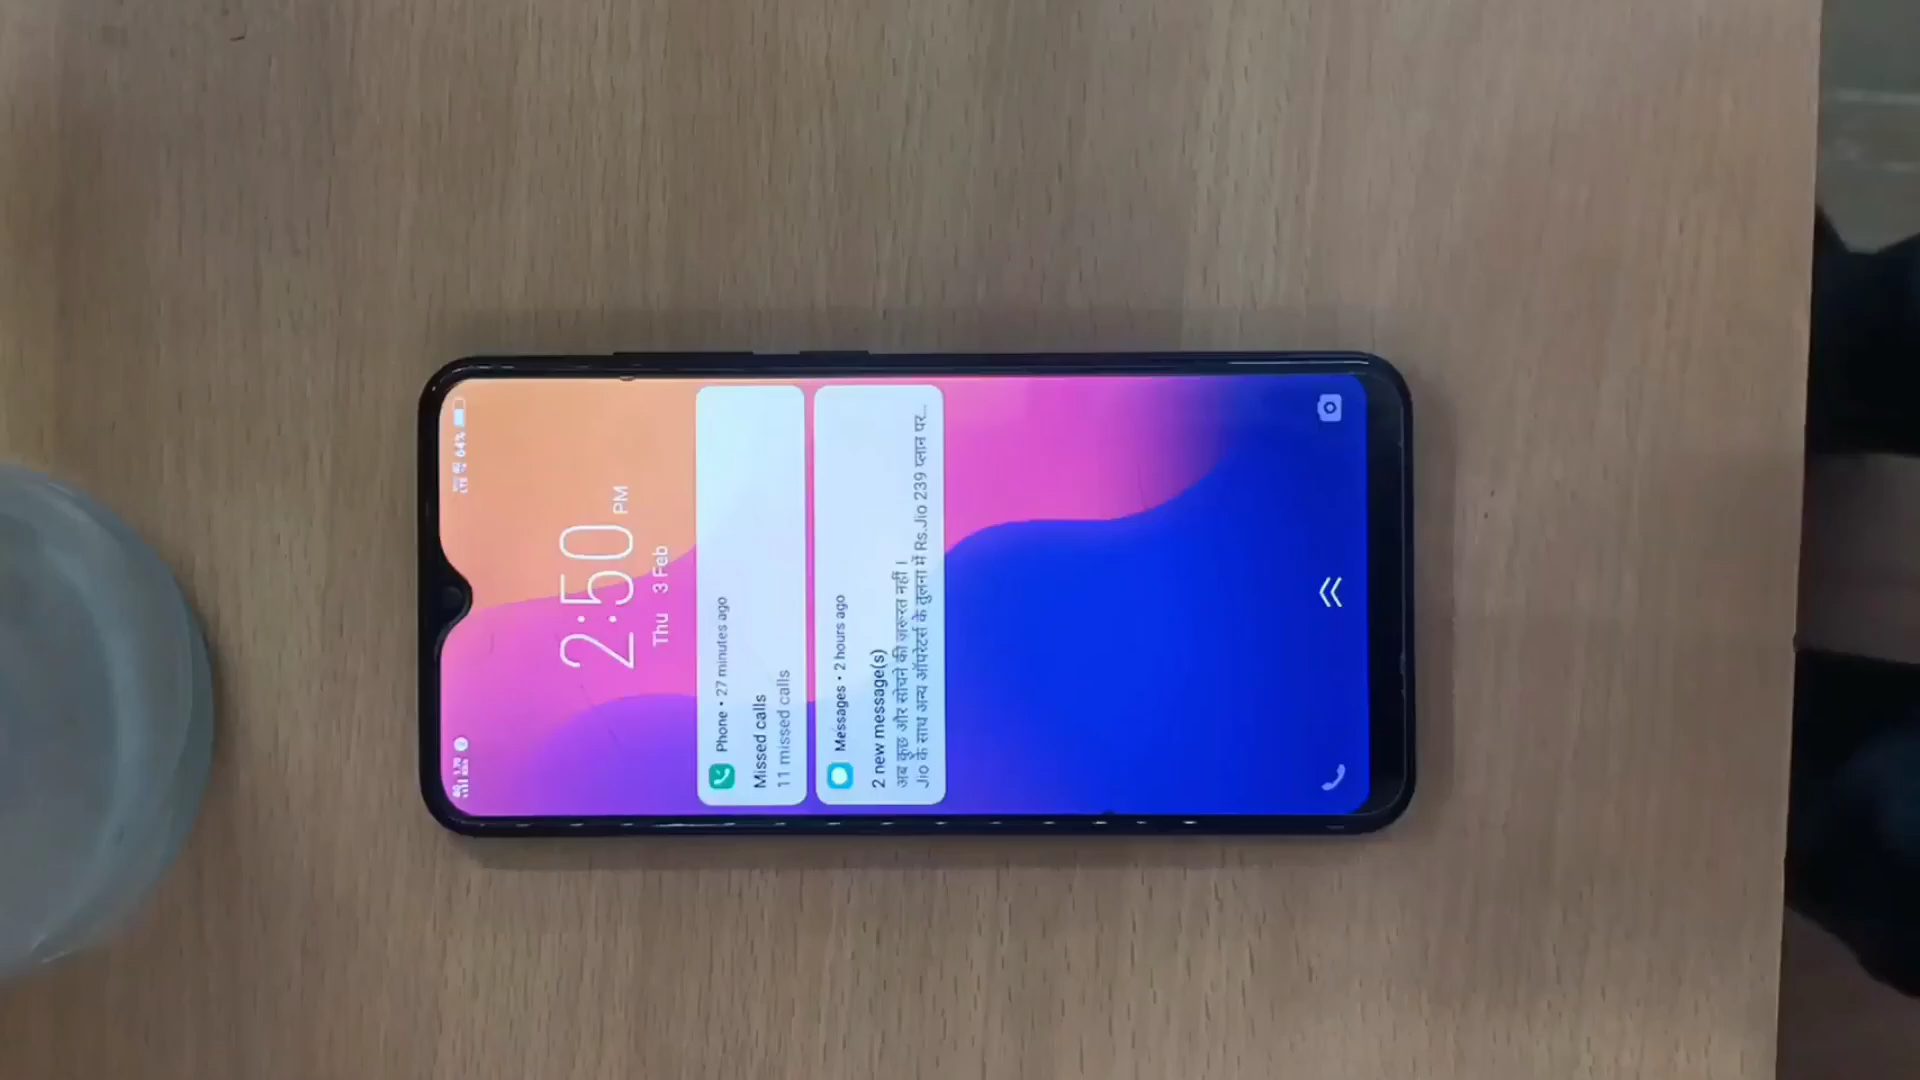 64%
2:50 PM
Thu 3 Feb
Phone • 27 minutes ago
Missed calls
11 missed calls
Messages • 2 hours ago
2 new message(s)
अब कुछ और सोचने की ज़रूरत नहीं !
Jio के साथ अन्य ऑपरेटर्स के तुलना में Rs.Jio 239 प्लान पर...